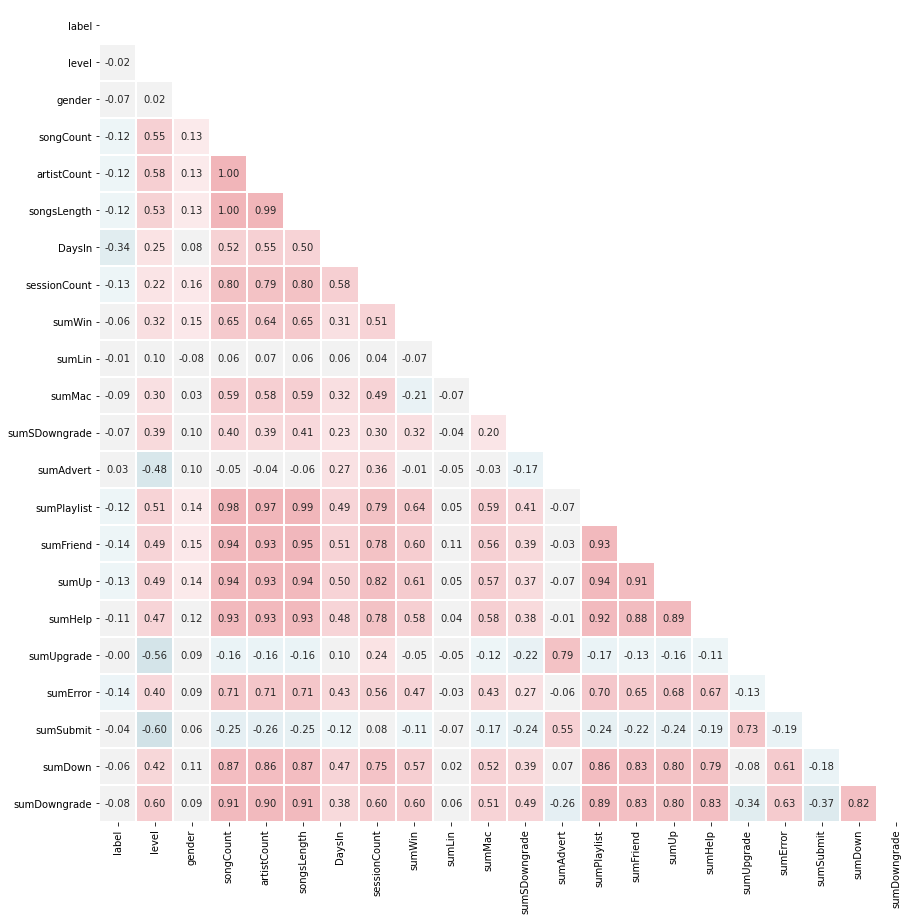 label
level -0.02
gender -0.07 0.02
songCount -0.12 0.55 0.13
artistCount -0.12 0.58 0.13 1.00
songsLength -0.12 0.53 0.13 1.00 0.99
DaysIn -0.34 0.25 0.08 0.52 0.55 0.50
sessionCount -0.13 0.22 0.16 0.80 0.79 0.80 0.58
sumWin -0.06 0.32 0.15 0.65 0.64 0.65 0.31 0.51
sumLin -0.01 0.10 -0.08 0.06 0.07 0.06 0.06 0.04 -0.07
sumMac -0.09 0.30 0.03 0.59 0.58 0.59 0.32 0.49 -0.21 -0.07
sumSDowngrade -0.07 0.39 0.10 0.40 0.39 0.41 0.23 0.30 0.32 -0.04 0.20
sumAdvert 0.03 -0.48 0.10 -0.05 -0.04 -0.06 0.27 0.36 -0.01 -0.05 -0.03 -0.17
sumPlaylist -0.12 0.51 0.14 0.98 0.97 0.99 0.49 0.79 0.64 0.05 0.59 0.41 -0.07
sumFriend -0.14 0.49 0.15 0.94 0.93 0.95 0.51 0.78 0.60 0.11 0.56 0.39 -0.03 0.93
sumUp -0.13 0.49 0.14 0.94 0.93 0.94 0.50 0.82 0.61 0.05 0.57 0.37 -0.07 0.94 0.91
sumHelp -0.11 0.47 0.12 0.93 0.93 0.93 0.48 0.78 0.58 0.04 0.58 0.38 -0.01 0.92 0.88 0.89
sumUpgrade -0.00 -0.56 0.09 -0.16 -0.16 -0.16 0.10 0.24 -0.05 -0.05 -0.12 -0.22 0.79 -0.17 -0.13 -0.16 -0.11
sumError -0.14 0.40 0.09 0.71 0.71 0.71 0.43 0.56 0.47 -0.03 0.43 0.27 -0.06 0.70 0.65 0.68 0.67 -0.13
sumSubmit -0.04 -0.60 0.06 -0.25 -0.26 -0.25 -0.12 0.08 -0.11 -0.07 -0.17 -0.24 0.55 -0.24 -0.22 -0.24 -0.19 0.73 -0.19
sumDown -0.06 0.42 0.11 0.87 0.86 0.87 0.47 0.75 0.57 0.02 0.52 0.39 0.07 0.86 0.83 0.80 0.79 -0.08 0.61 -0.18
sumDowngrade -0.08 0.60 0.09 0.91 0.90 0.91 0.38 0.60 0.60 0.06 0.51 0.49 -0.26 0.89 0.83 0.80 0.83 -0.34 0.63 -0.37 0.82
label
level
gender
songCount
artistCount
songsLength
DaysIn
sessionCount
sumWin
sumLin
sumMac
sumSDowngrade
sumAdvert
sumPlaylist
sumFriend
sumUp
sumHelp
sumUpgrade
sumError
sumSubmit
sumDown
sumDowngrade